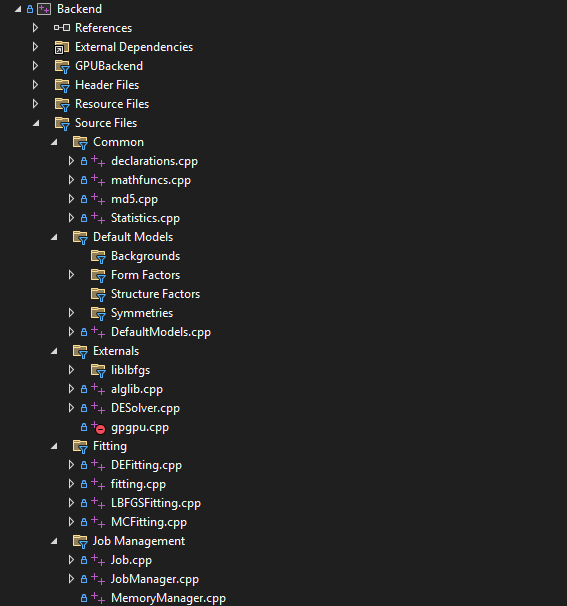 Backend
References
External Dependencies
GPUBackend
Header Files
Resource Files
Source Files
Common
declarations.cpp
mathfuncs.cpp
md5.cpp
Statistics.cpp
Default Models
Backgrounds
Form Factors
Structure Factors
Symmetries
DefaultModels.cpp
Externals
liblbfgs
alglib.cpp
DESolver.cpp
gpgpu.cpp
Fitting
DEFitting.cpp
fitting.cpp
LBFGSFitting.cpp
MCFitting.cpp
Job Management
Job.cpp
JobManager.cpp
MemoryManager.cpp